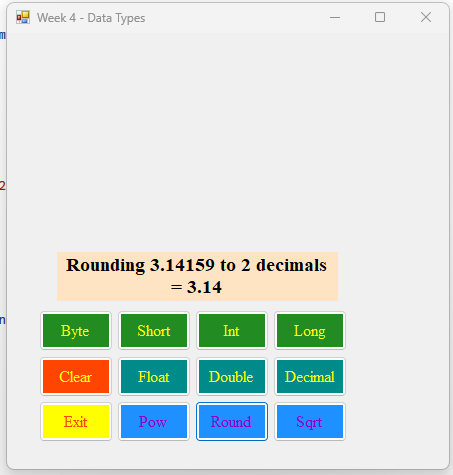 Week 4 - Data Types
m
2
n
Rounding 3.14159 to 2 decimals
= 3.14
Byte Short Int Long
Clear Float Double Decimal
Exit Pow Round Sqrt